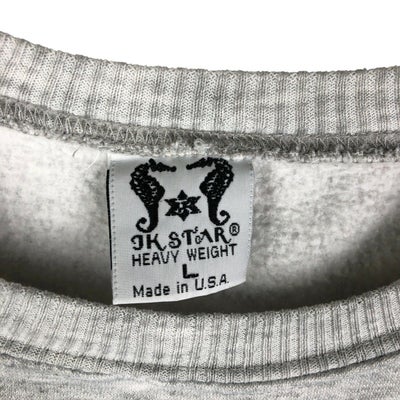 JK STAR®
HEAVY WEIGHT
L
Made in U.S.A.